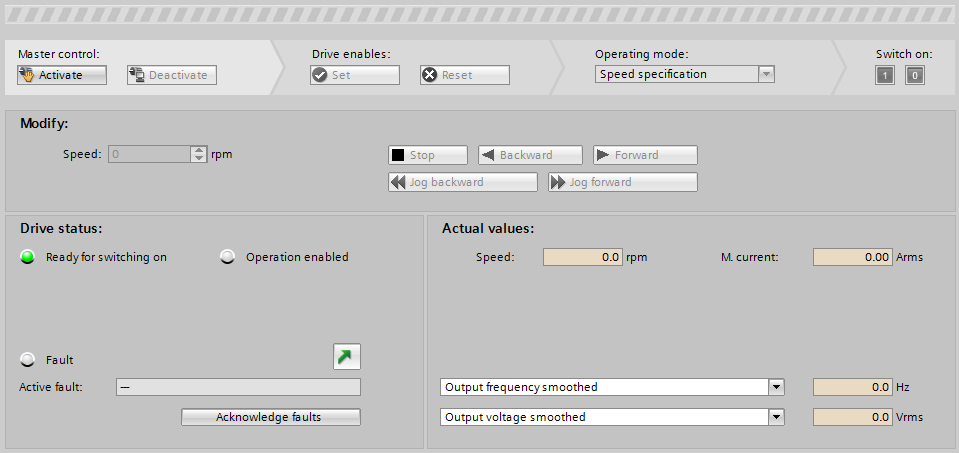 Master control: Drive enables: Operating mode: Switch on:
Activate Deactivate Set Reset Speed specification 1 0
Modify:
Speed: 0 rpm Stop Backward Forward
Jog backward Jog forward
Drive status:
Ready for switching on Operation enabled
Fault
Active fault: ---
Acknowledge faults
Actual values:
Speed: 0.0 rpm M. current: 0.00 Arms
Output frequency smoothed 0.0 Hz
Output voltage smoothed 0.0 Vrms